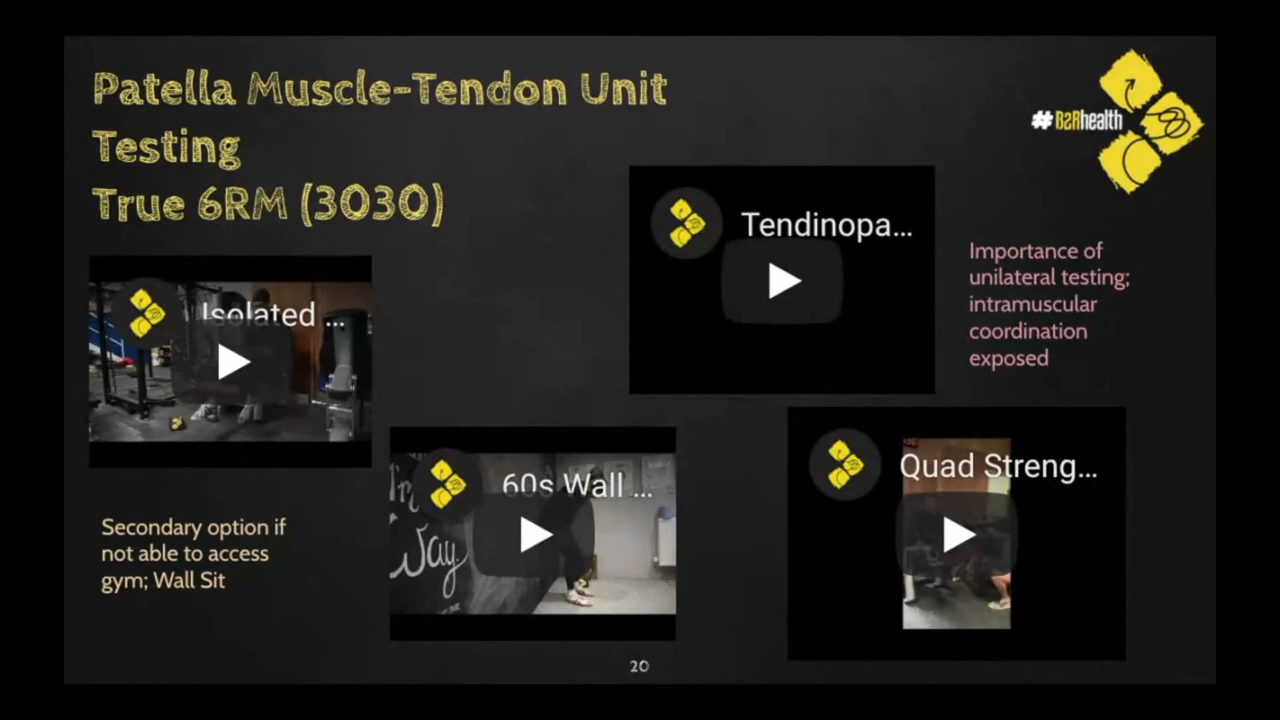 Patella Muscle-Tendon Unit
Testing
True 6RM (3030)
#B2Rhealth
Tendinopa...
Importance of
unilateral testing;
intramuscular
coordination
exposed
Isolated ...
60s Wall ...
Way.
Quad Streng...
Secondary option if
not able to access
gym; Wall Sit
20